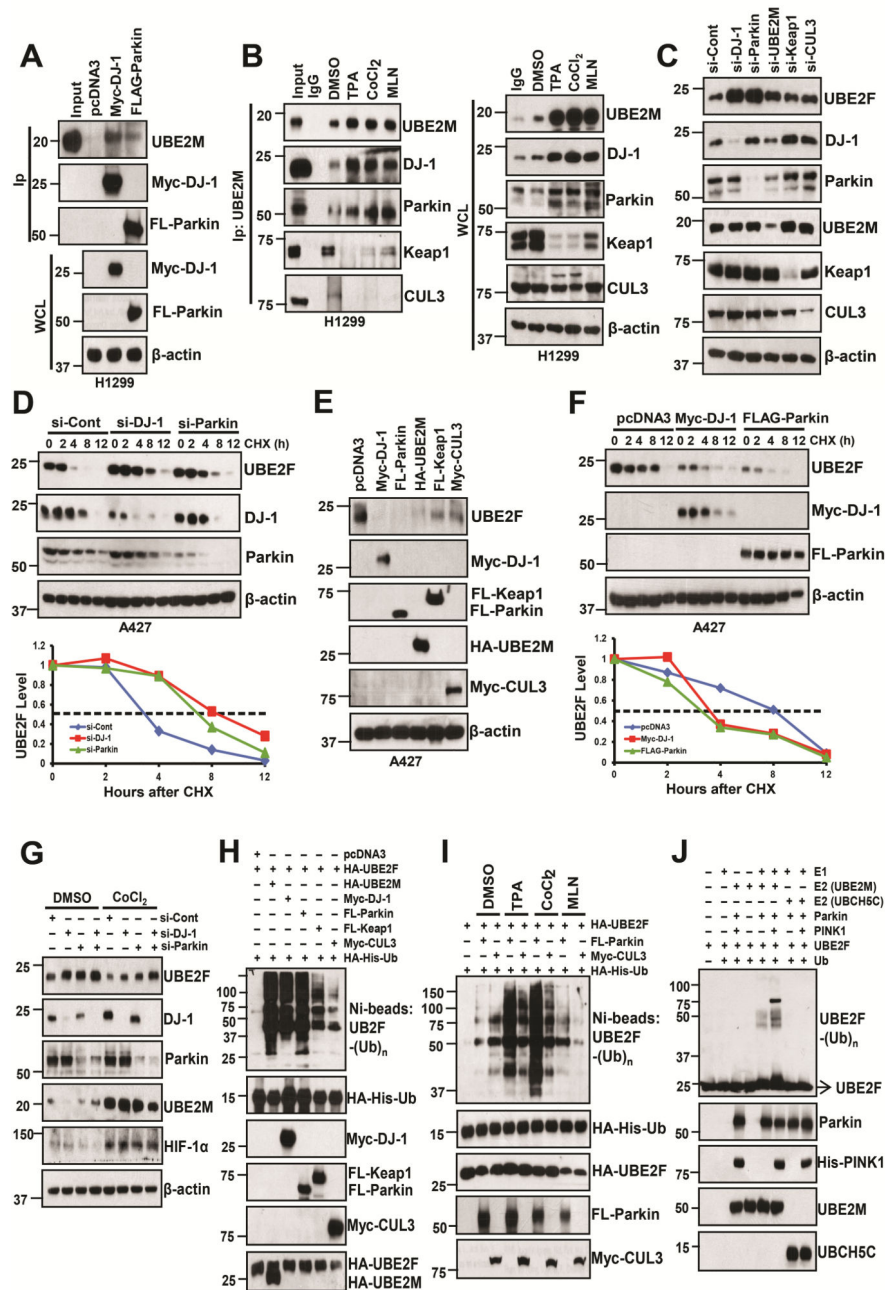 A
Input
pcDNA3
Myc-DJ-1
FLAG-Parkin
Ip
20
UBE2M
25
Myc-DJ-1
50
FL-Parkin
WCL
25
Myc-DJ-1
50
FL-Parkin
37
β-actin
H1299
B
Input
IgG
DMSO
TPA
CoCl2
MLN
Ip: UBE2M
20
UBE2M
25
DJ-1
50
Parkin
75
Keap1
75
CUL3
H1299
IgG
DMSO
TPA
CoCl2
MLN
WCL
20
UBE2M
25
DJ-1
50
Parkin
75
Keap1
75
CUL3
37
β-actin
H1299
C
si-Cont
si-DJ-1
si-Parkin
si-UBE2M
si-Keap1
si-CUL3
25
UBE2F
25
DJ-1
50
Parkin
20
UBE2M
75
Keap1
75
CUL3
37
β-actin
D
si-Cont si-DJ-1 si-Parkin
0 2 4 8 12 0 2 4 8 12 0 2 4 8 12 CHX (h)
25
UBE2F
25
DJ-1
50
Parkin
37
β-actin
A427
UBE2F Level
1.2
1
0.8
0.6
0.4
0.2
0
si-Cont
si-DJ-1
si-Parkin
0 2 4 8 12
Hours after CHX
E
pcDNA3
Myc-DJ-1
FL-Parkin
HA-UBE2M
FL-Keap1
Myc-CUL3
25
UBE2F
25
Myc-DJ-1
75
FL-Keap1
50
FL-Parkin
25
HA-UBE2M
75
Myc-CUL3
37
β-actin
A427
F
pcDNA3 Myc-DJ-1 FLAG-Parkin
0 2 4 8 12 0 2 4 8 12 0 2 4 8 12 CHX (h)
25
UBE2F
25
Myc-DJ-1
50
FL-Parkin
37
β-actin
A427
UBE2F Level
1.2
1
0.8
0.6
0.4
0.2
0
pcDNA3
Myc-DJ-1
FLAG-Parkin
0 2 4 8 12
Hours after CHX
G
DMSO CoCl2
+ - - - + - - - si-Cont
- + - + - + - + si-DJ-1
- - + + - - + + si-Parkin
25
UBE2F
25
DJ-1
50
Parkin
20
UBE2M
150
HIF-1α
37
β-actin
H
+ - - - - - pcDNA3
+ + + + + + HA-UBE2F
- + - - - - HA-UBE2M
- - + - - - Myc-DJ-1
- - - + - - FL-Parkin
- - - - + - FL-Keap1
- - - - - + Myc-CUL3
+ + + + + + HA-His-Ub
100
75
50
37
25
Ni-beads:
UB2F
-(Ub)n
15
HA-His-Ub
25
Myc-DJ-1
75
FL-Keap1
50
FL-Parkin
75
Myc-CUL3
HA-UBE2F
25
HA-UBE2M
I
DMSO
TPA
CoCl2
MLN
+ + + + + + + + + HA-UBE2F
- + - + - + - + - FL-Parkin
- - + - + - + - + Myc-CUL3
+ + + + + + + + + HA-His-Ub
150
100
75
50
37
Ni-beads:
UBE2F
-(Ub)n
15
HA-His-Ub
25
HA-UBE2F
50
FL-Parkin
75
Myc-CUL3
J
- + + + + + + + E1
- - + + + + - - E2 (UBE2M)
- - - - - - + + E2 (UBCH5C)
- - + - + + + + Parkin
- - + - - + - + PINK1
+ + - + + + + + UBE2F
- + + + + + + + Ub
100
75
50
37
25
UBE2F
-(Ub)n
UBE2F
50
Parkin
75
His-PINK1
50
UBE2M
15
UBCH5C